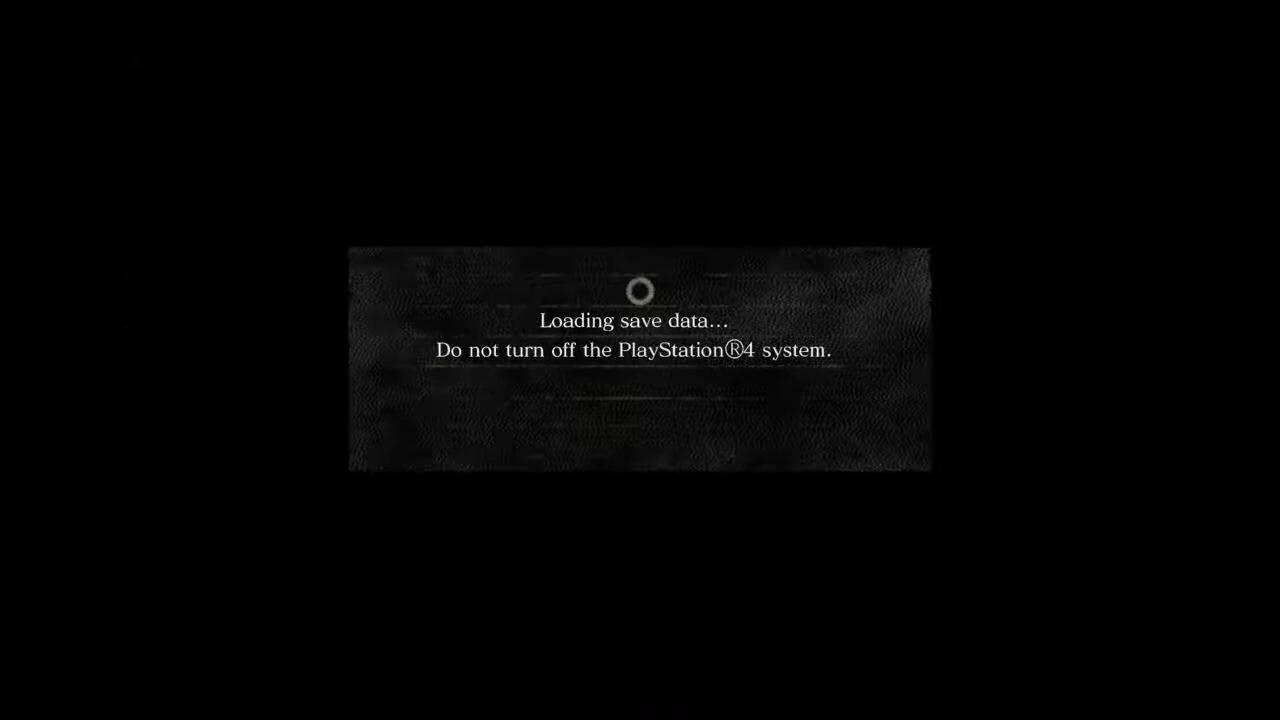 Loading save data...
Do not turn off the PlayStation®4 system.